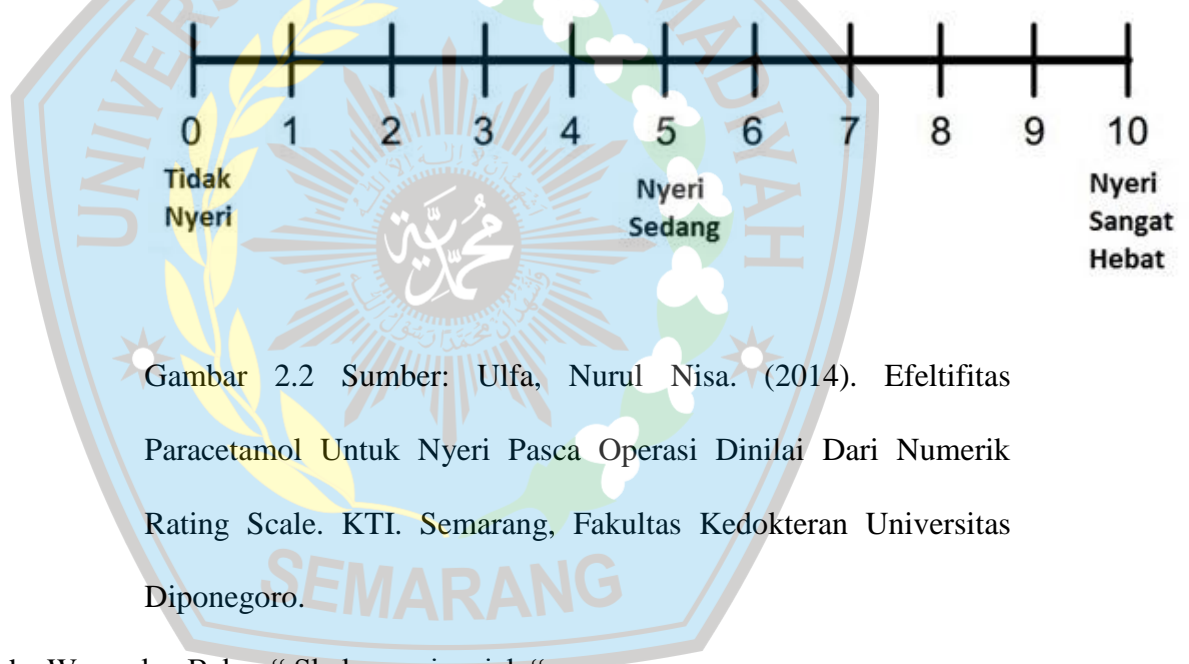 0 1 2 3 4 5 6 7 8 9 10
Tidak
Nyeri
Nyeri
Sedang
Nyeri
Sangat
Hebat
Gambar 2.2 Sumber: Ulfa, Nurul Nisa. (2014). Efeltifitas
Paracetamol Untuk Nyeri Pasca Operasi Dinilai Dari Numerik
Rating Scale. KTI. Semarang, Fakultas Kedokteran Universitas
Diponegoro.
SEMARANG